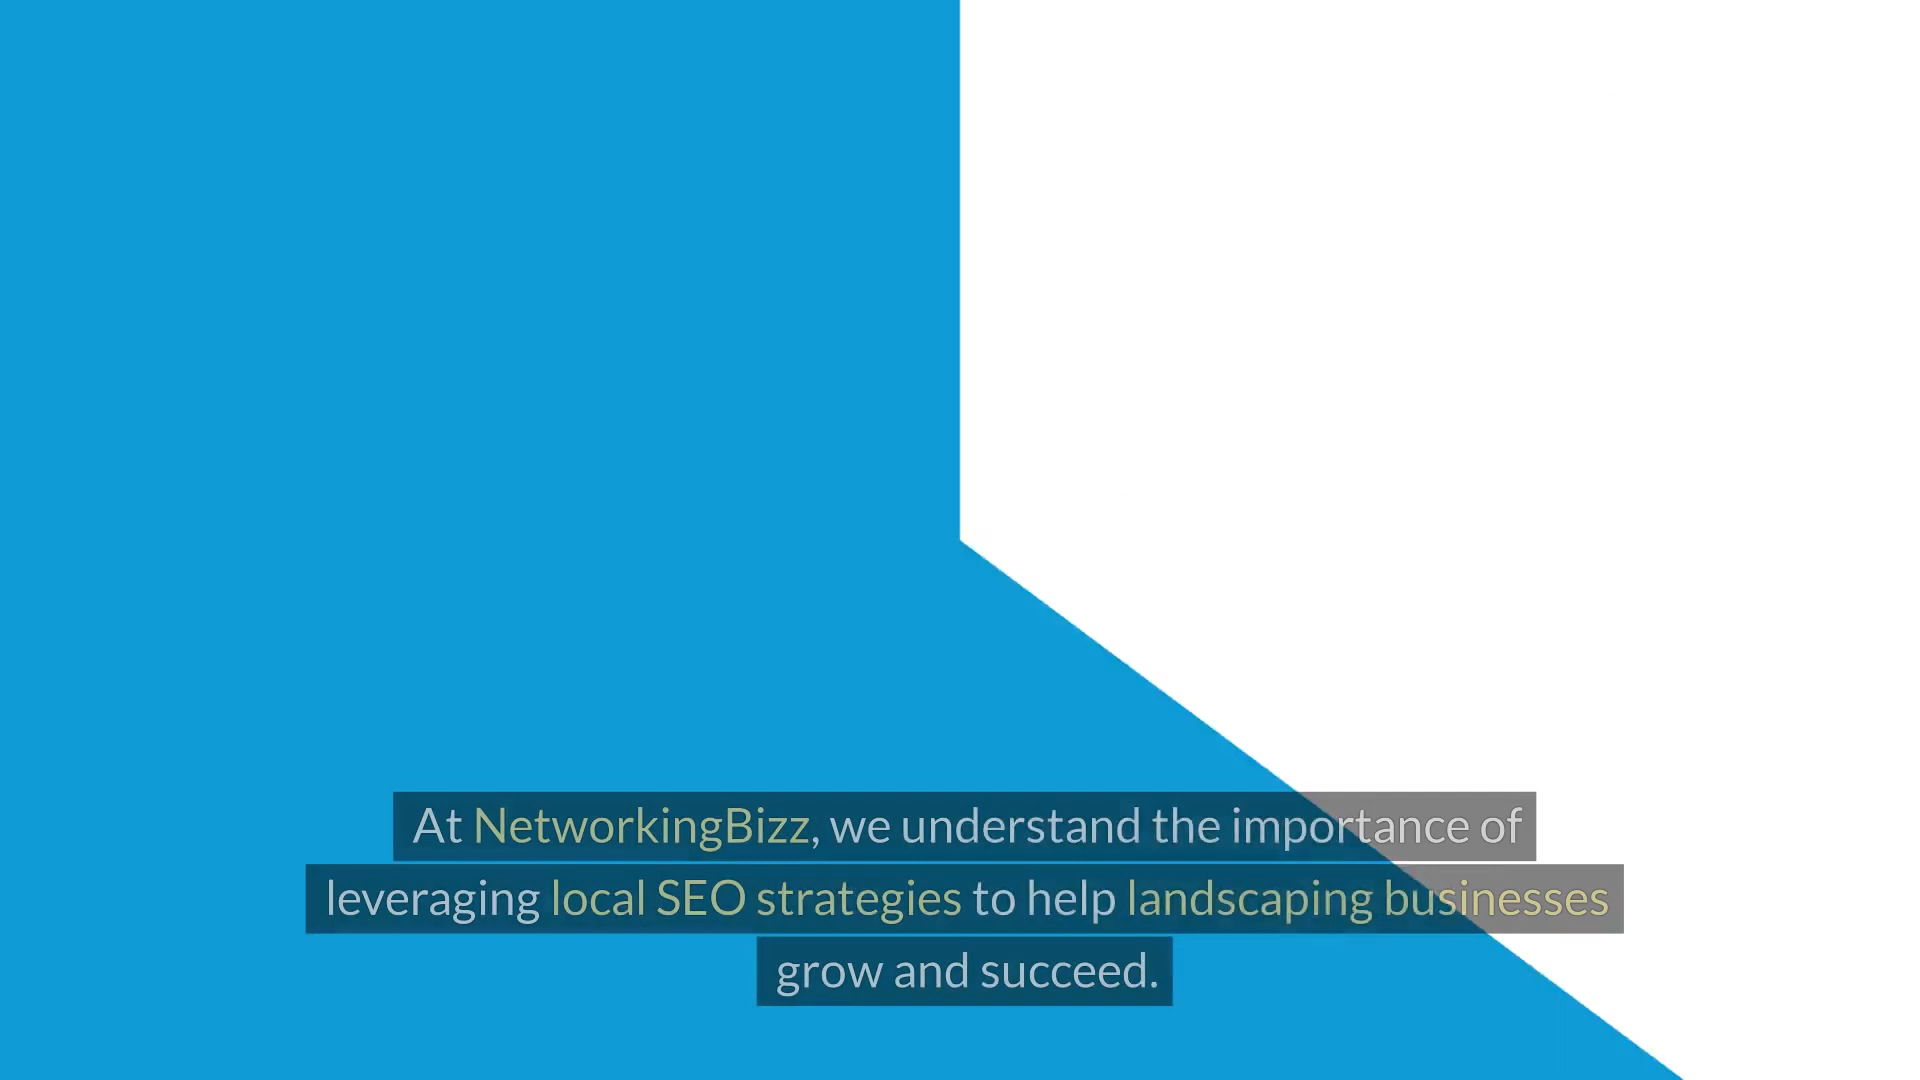 At NetworkingBizz, we understand the importance of
leveraging local SEO strategies to help landscaping businesses
grow and succeed.